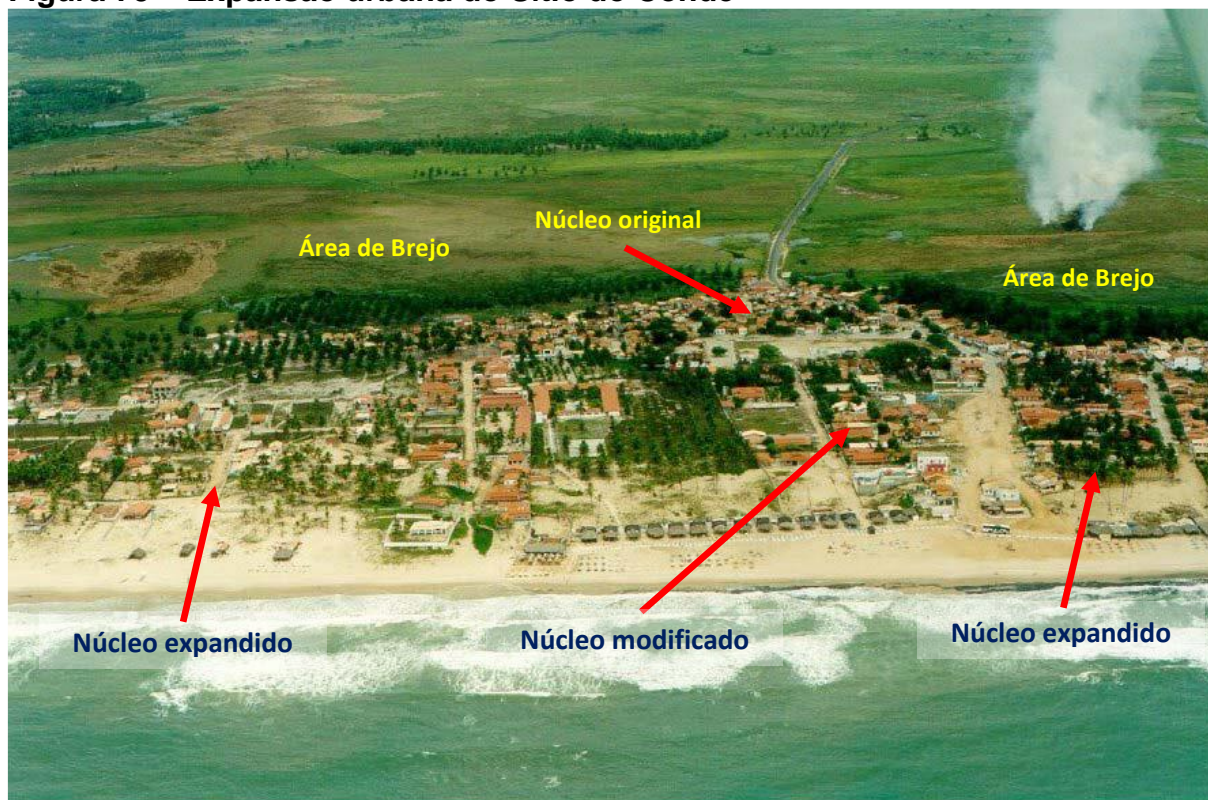 Núcleo original
Área de Brejo
Área de Brejo
Núcleo expandido
Núcleo modificado
Núcleo expandido